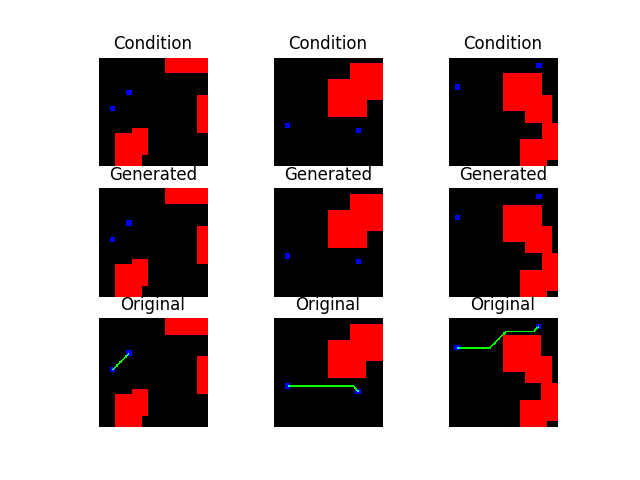 Condition Condition Condition
Generated Generated Generated
Original Original Original